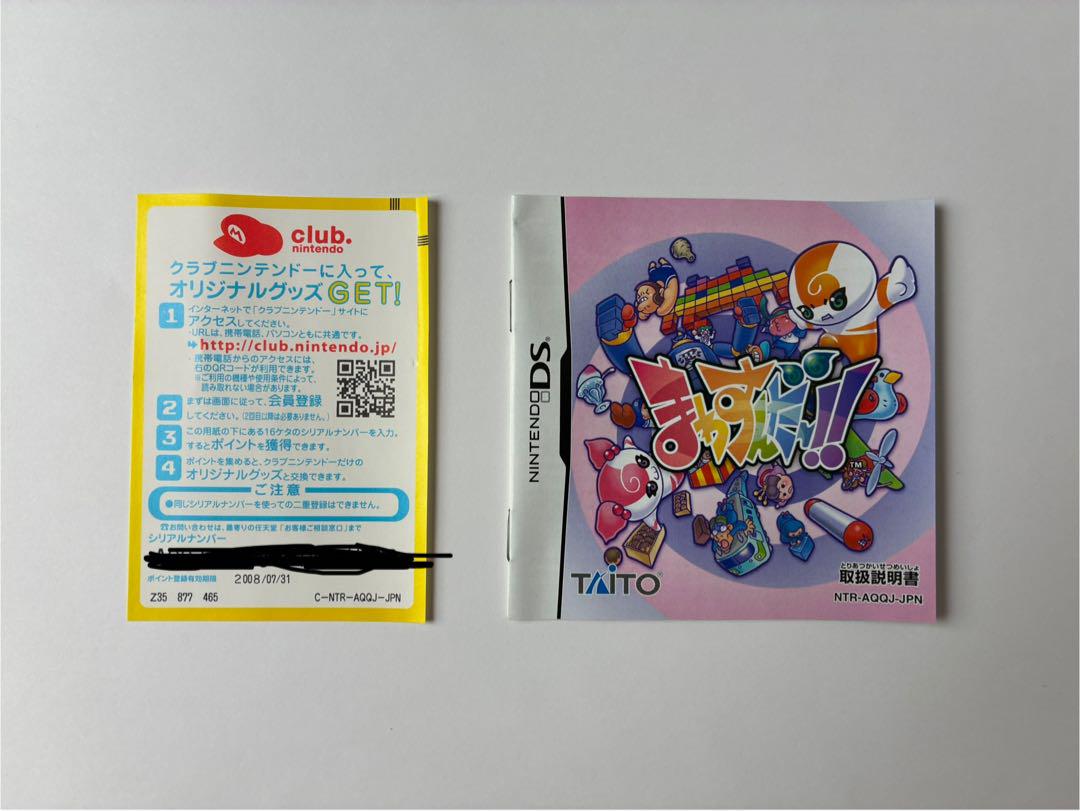 club.
nintendo
クラブニンテンドーに入って、
オリジナルグッズGET!
1 インターネットで「クラブニンテンドー」サイトに
アクセスしてください。
・URLは、携帯電話、パソコンともに共通です。
http://club.nintendo.jp/
・携帯電話からのアクセスには、
右のQRコードが利用できます。
※ご利用の機種や使用条件によって、
読み取れない場合があります。
2 まずは画面に従って、会員登録
してください。(2回目以降は必要ありません。)
3 この用紙の下にある16ケタのシリアルナンバーを入力。
するとポイントを獲得できます。
4 ポイントを集めると、クラブニンテンドーだけの
オリジナルグッズと交換できます。
ご注意
●同じシリアルナンバーを使っての二重登録はできません。
☎お問い合わせは、最寄りの任天堂「お客様ご相談窓口」まで
シリアルナンバー
ポイント登録有効期限 2008/07/31
Z35 877 465 C-NTR-AQQJ-JPN
NINTENDO DS®
まわすんだボン!!
TM
TAITO®
とりあつかいせつめいしょ
取扱説明書
NTR-AQQJ-JPN